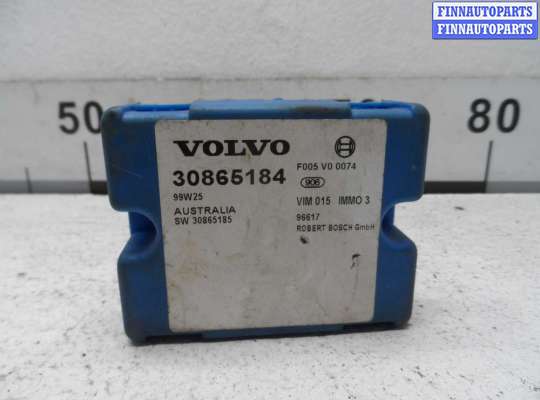 FINNAUTOPARTS
FINNAUTOPARTS
50
80
VOLVO
30865184
99W25
AUSTRALIA
SW 30865185
F005 V0 0074
906
VIM 015 IMMO 3
96617
ROBERT BOSCH GmbH